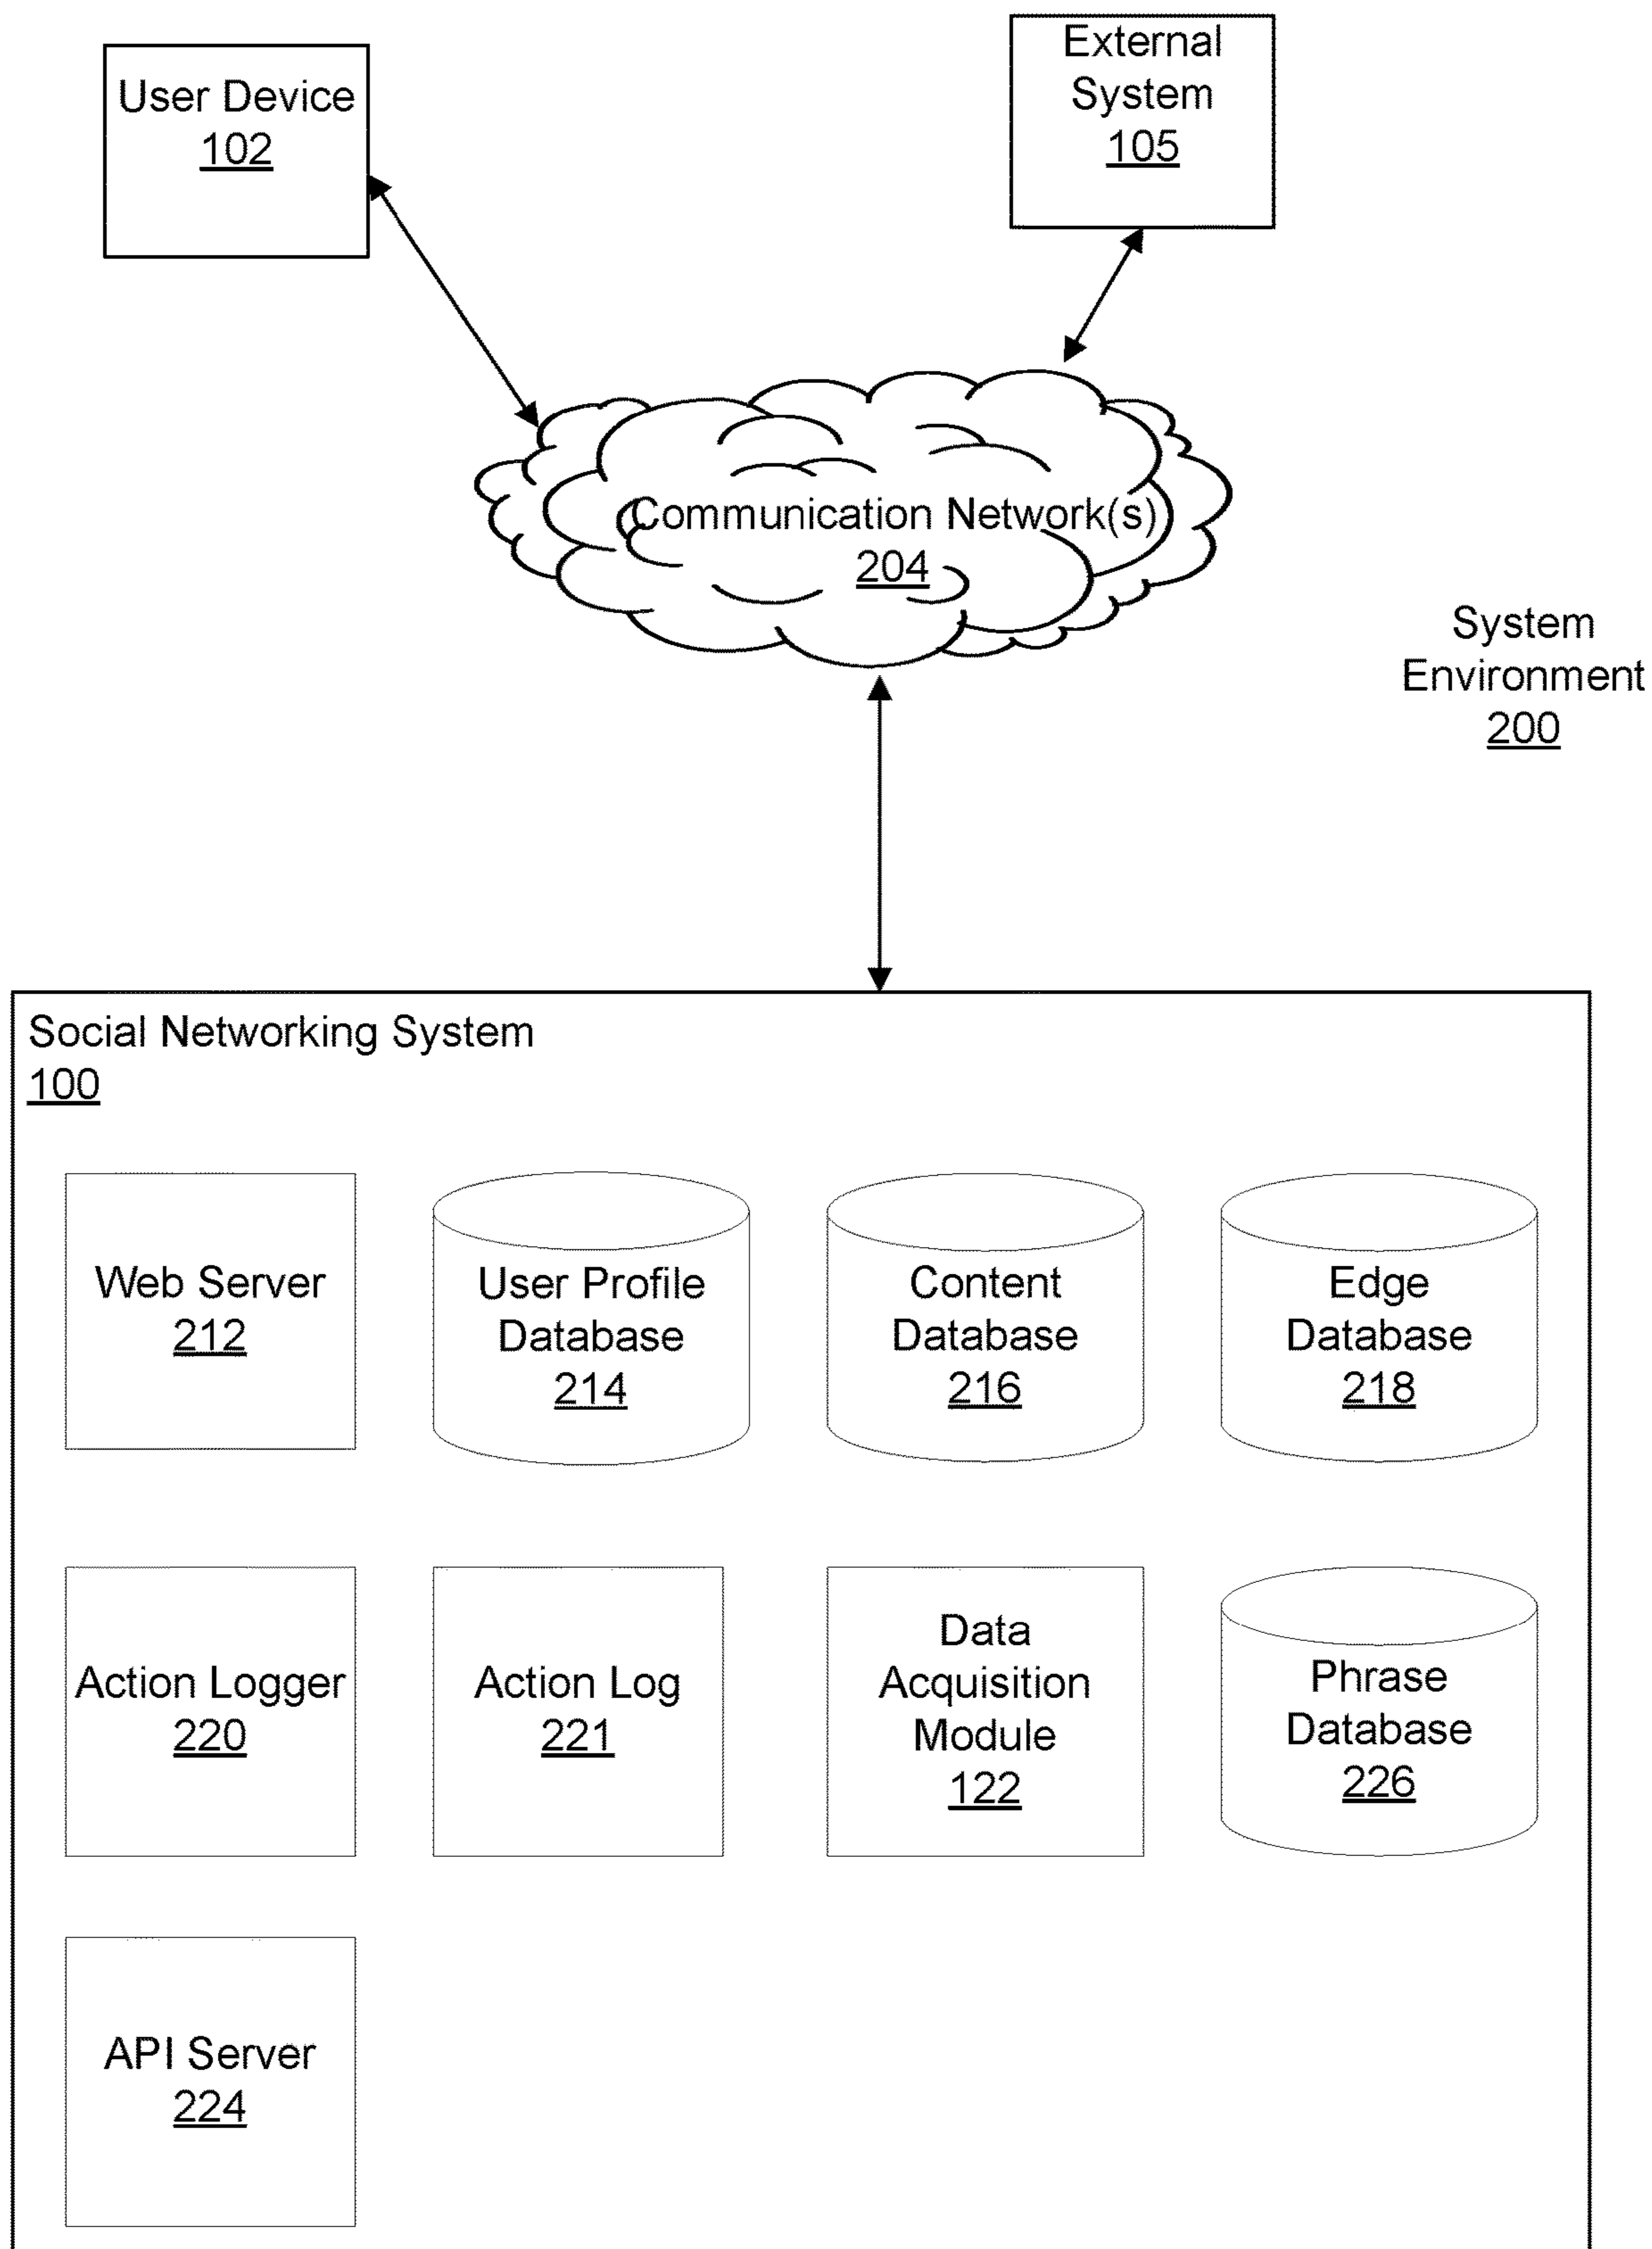 User Device
102
External
System
105
Communication Network(s)
204
System
Environment
200
Social Networking System
100
Web Server
212
User Profile
Database
214
Content
Database
216
Edge
Database
218
Action Logger
220
Action Log
221
Data
Acquisition
Module
122
Phrase
Database
226
API Server
224